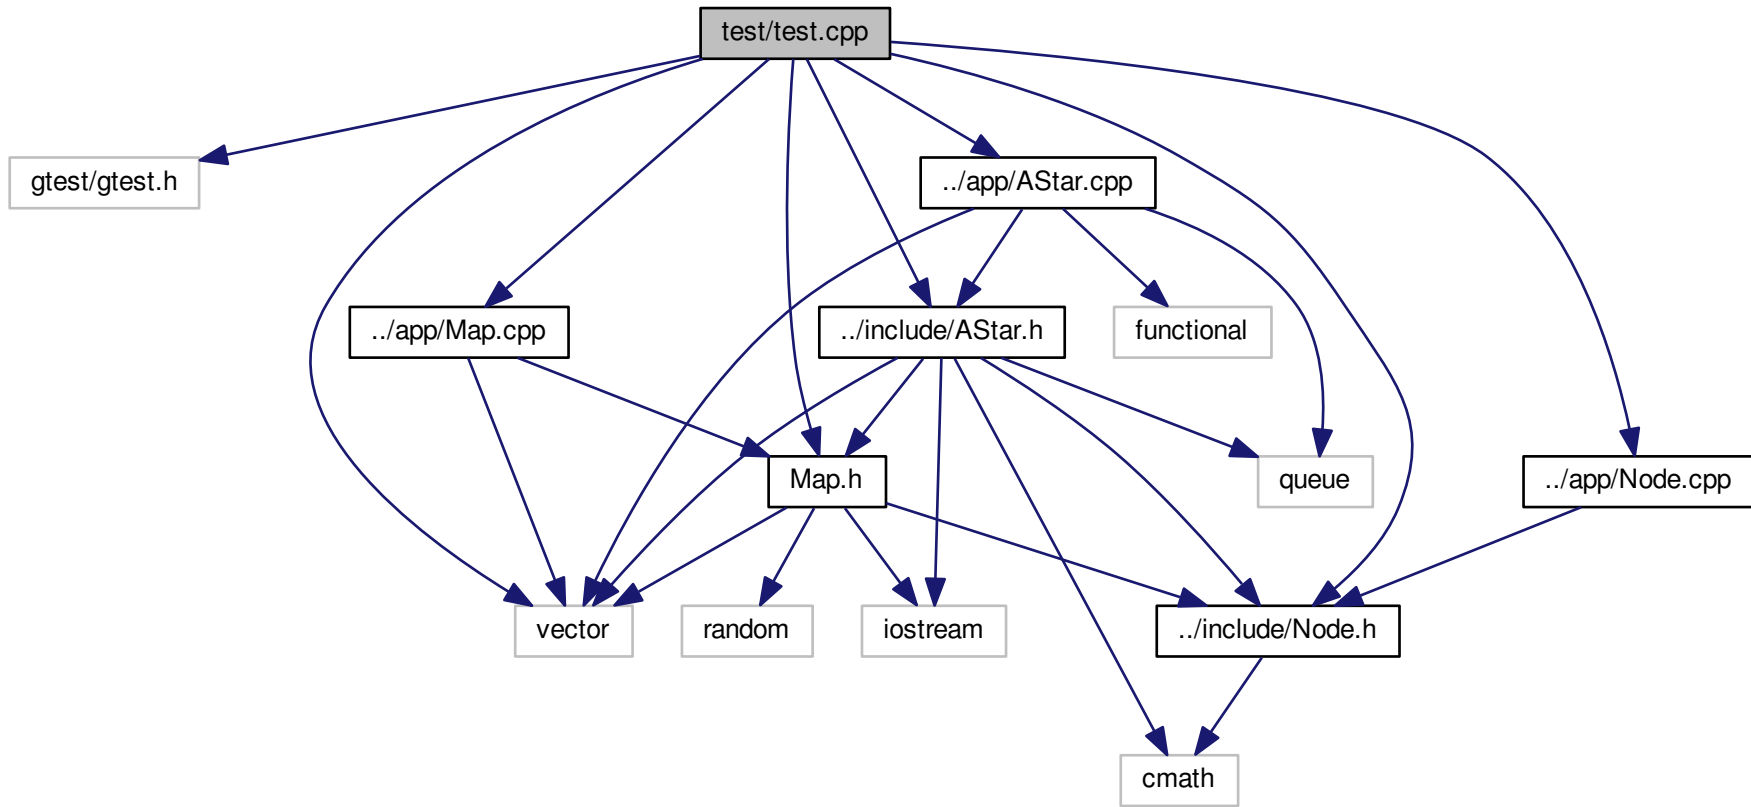 test/test.cpp
gtest/gtest.h
../app/AStar.cpp
../app/Map.cpp
../include/AStar.h
functional
Map.h
queue
../app/Node.cpp
vector
random
iostream
../include/Node.h
cmath